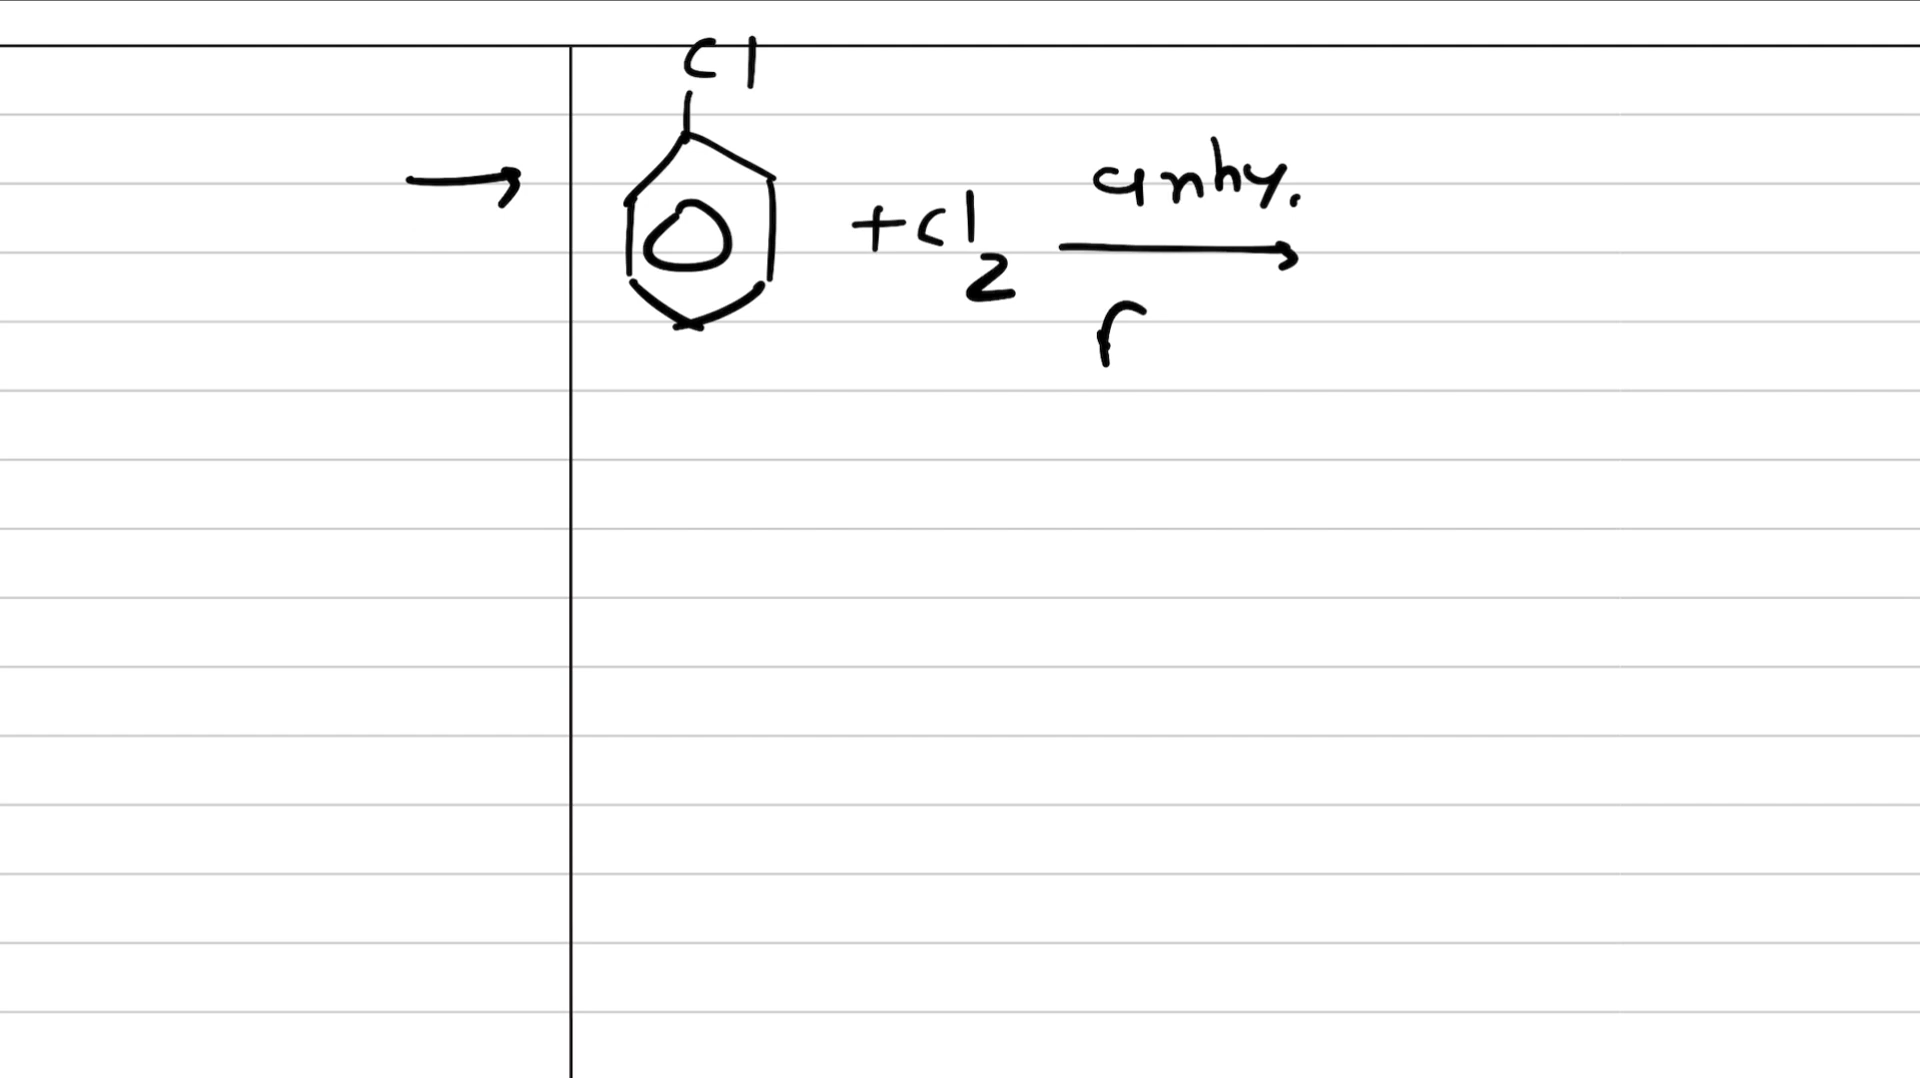 Cl
→ + Cl2 anhy. →
r